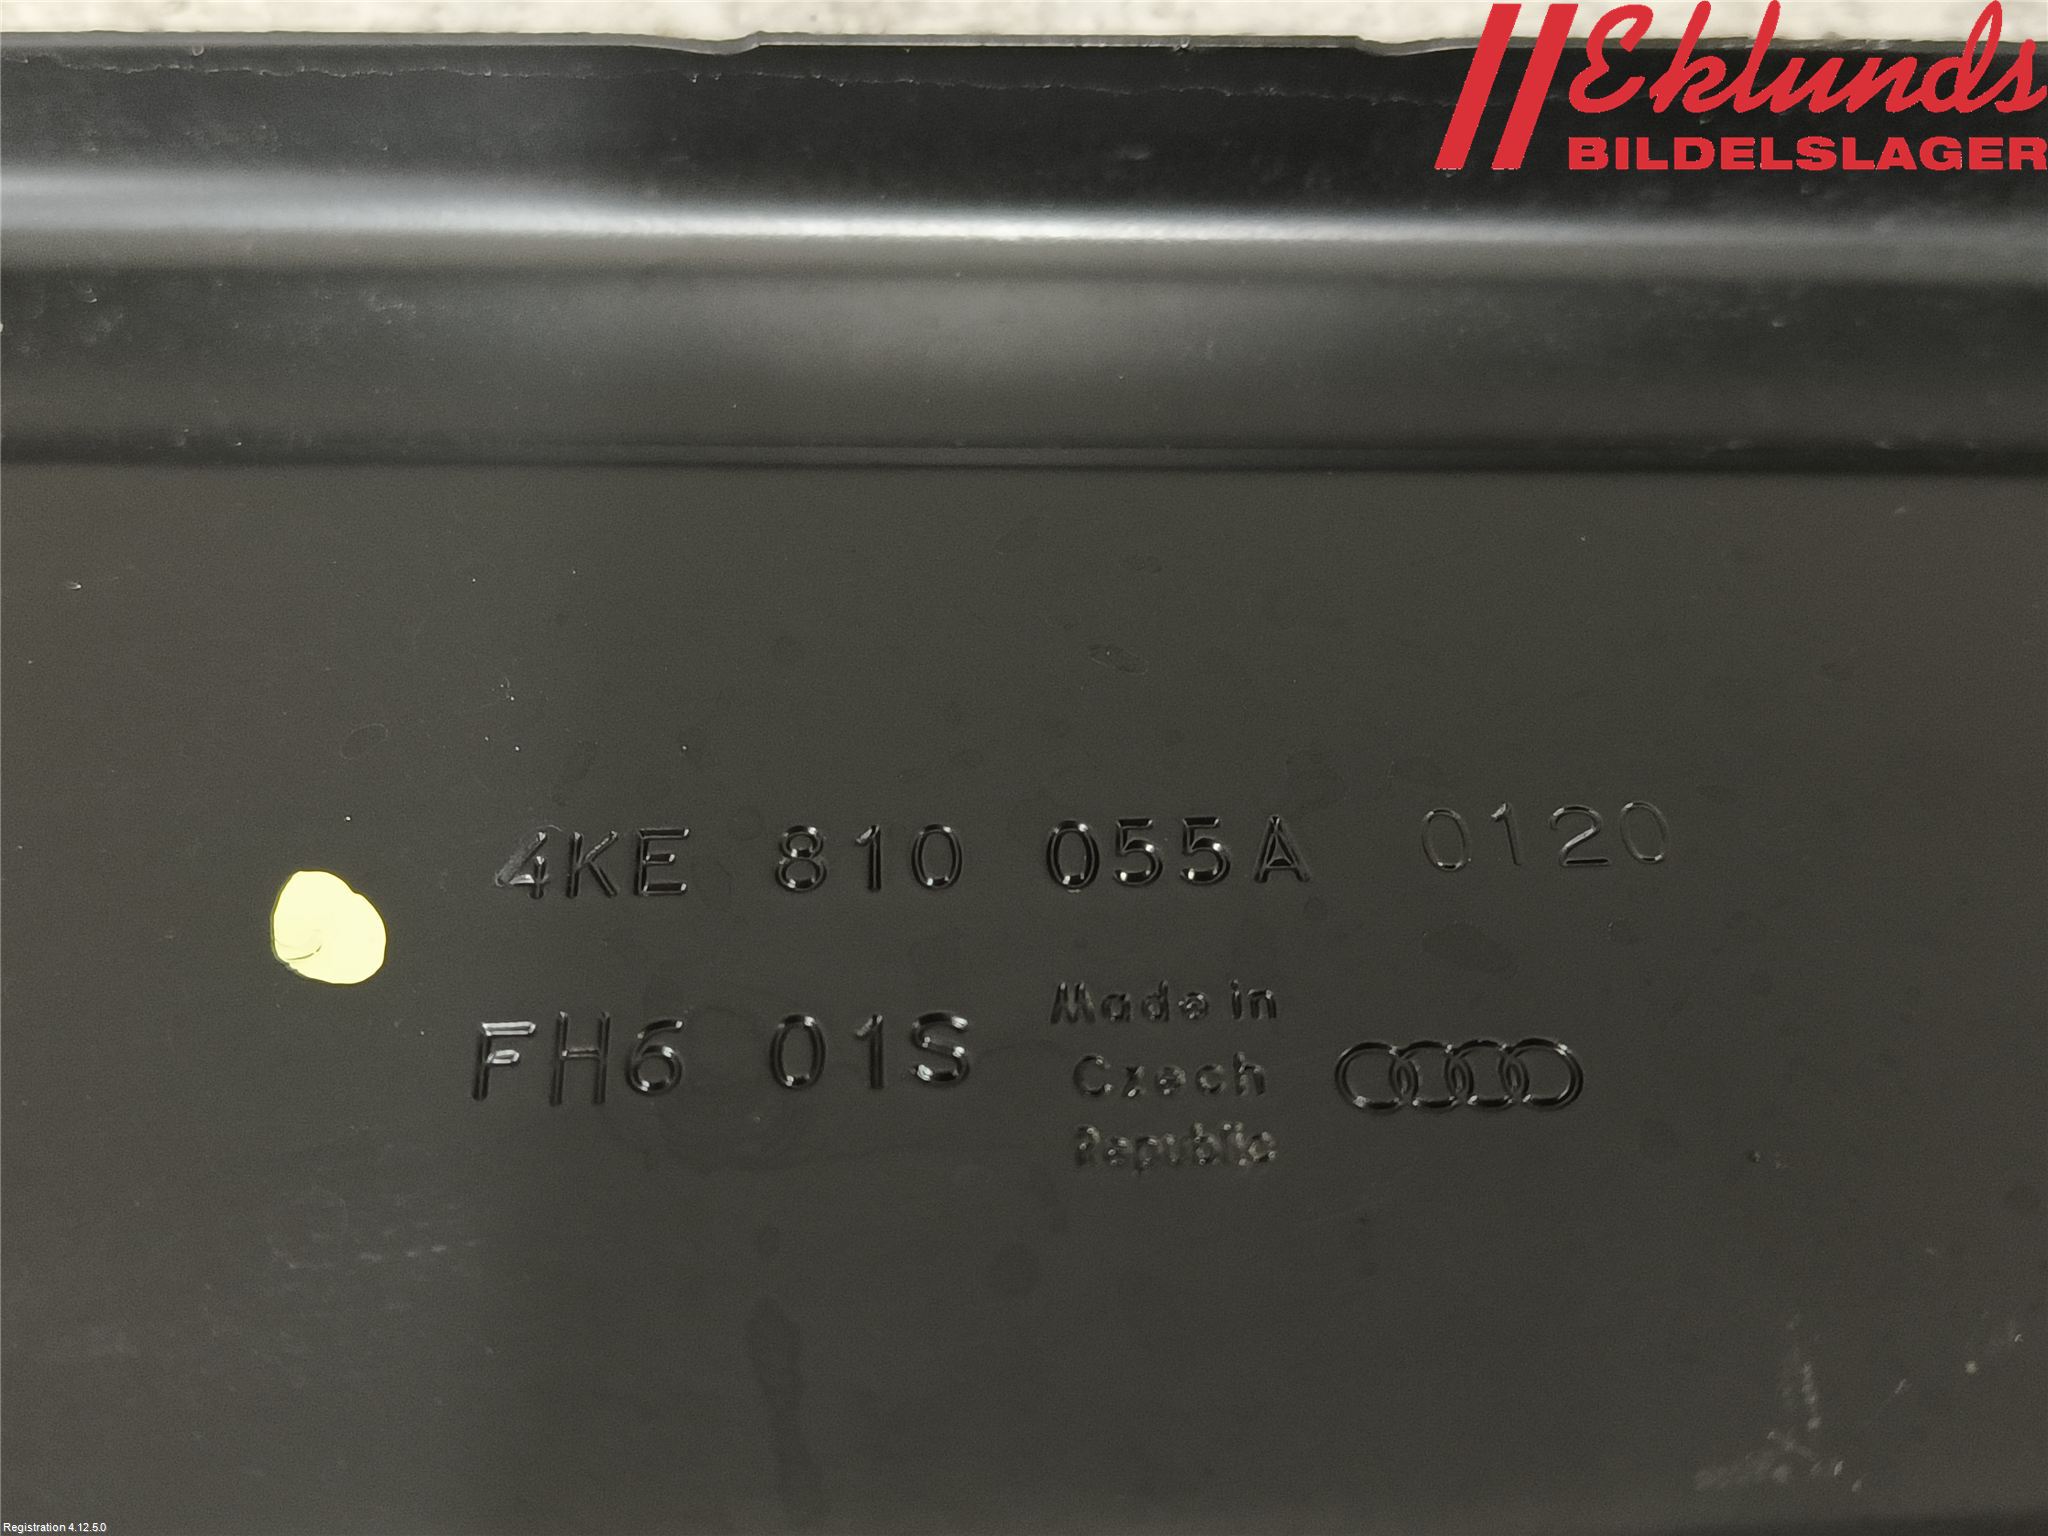 Eklunds
BILDELSLAGER
4KE 810 055A 0120
FH6 01S
Made in
Czech
Republic
Registration 4.12.5.0